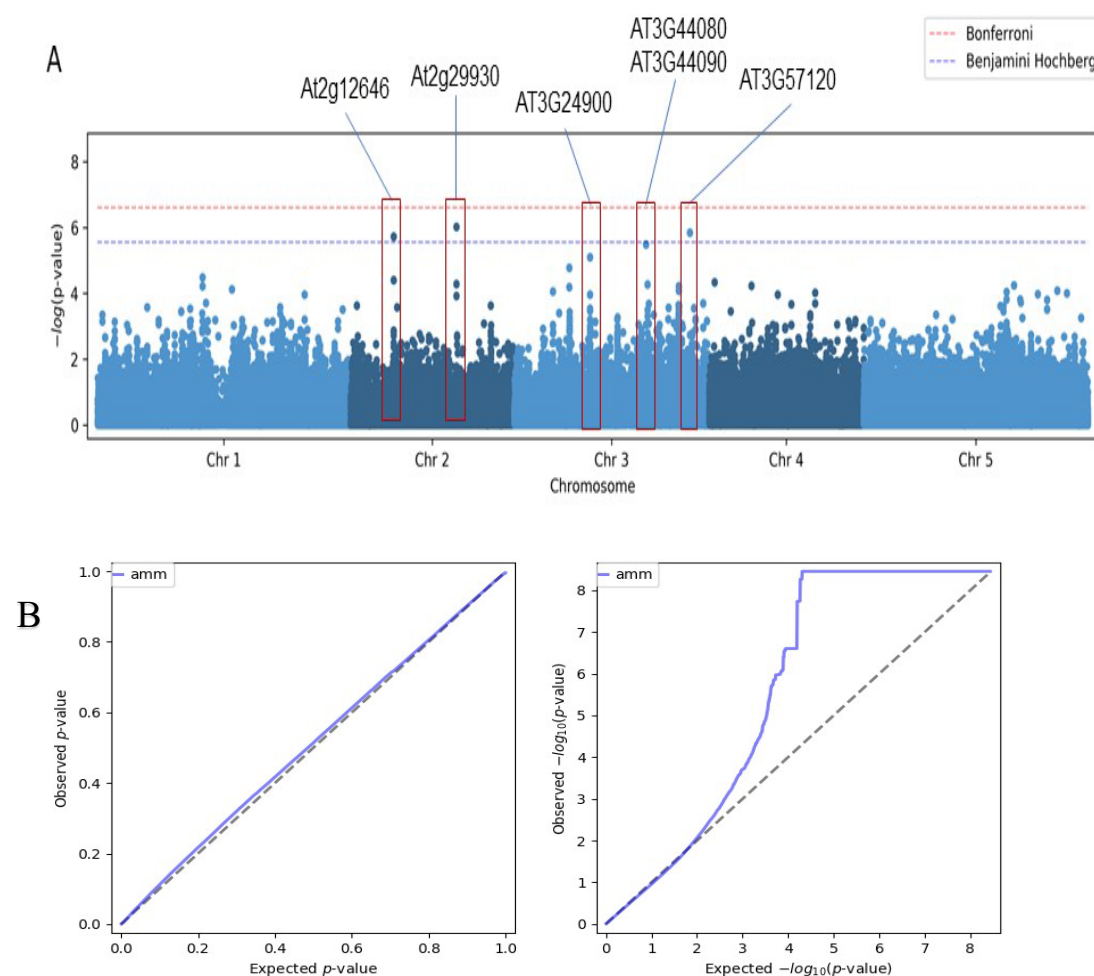 A
Bonferroni
Benjamini Hochberg
AT3G44080
AT3G44090
At2g12646
At2g29930
AT3G24900
AT3G57120
8
6
4
2
0
−log(p-value)
Chr 1
Chr 2
Chr 3
Chr 4
Chr 5
Chromosome
B
amm
1.0
0.8
0.6
0.4
0.2
0.0
Observed p-value
0.0
0.2
0.4
0.6
0.8
1.0
Expected p-value
amm
8
7
6
5
4
3
2
1
0
Observed −log10(p-value)
0
1
2
3
4
5
6
7
8
Expected −log10(p-value)